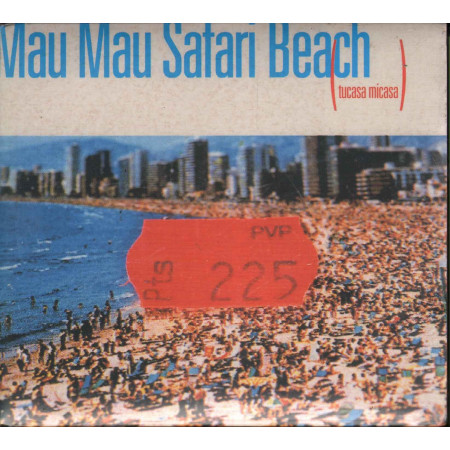 Mau Mau Safari Beach
(tucasa micasa)
PVP
Pts 225